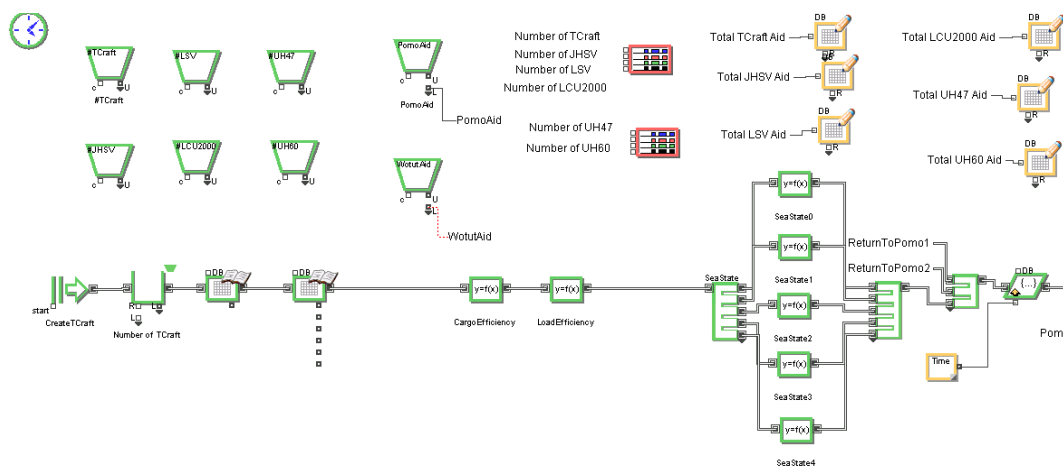 DB
DB
Number of TCraft
Total TCraft Aid
Total LCU2000 Aid
#TCraft
#LSV
#UH47
PomoAid
Number of JHSV
Number of LSV
DB
R
Number of LCU2000
Total JHSV Aid
DB
c
U
c
U
c
U
c
U
L
#TCraft
PomoAid
R
Total UH47 Aid
PomoAid
DB
R
Number of UH47
Total LSV Aid
DB
#JHSV
#LCU2000
#UH60
Number of UH60
R
WotutAid
Total UH60 Aid
c
U
c
U
c
U
R
c
U
L
y=f(x)
SeaState0
WotutAid
y=f(x)
ReturnToPomo1
SeaState
SeaState1
ReturnToPomo2
DB
DB
DB
start
CreateTCraft
R
L
L
y=f(x)
y=f(x)
y=f(x)
{...}
Number of TCraft
CargoEfficiency
LoadEfficiency
SeaState2
Pomo
y=f(x)
Time
SeaState3
y=f(x)
SeaState4